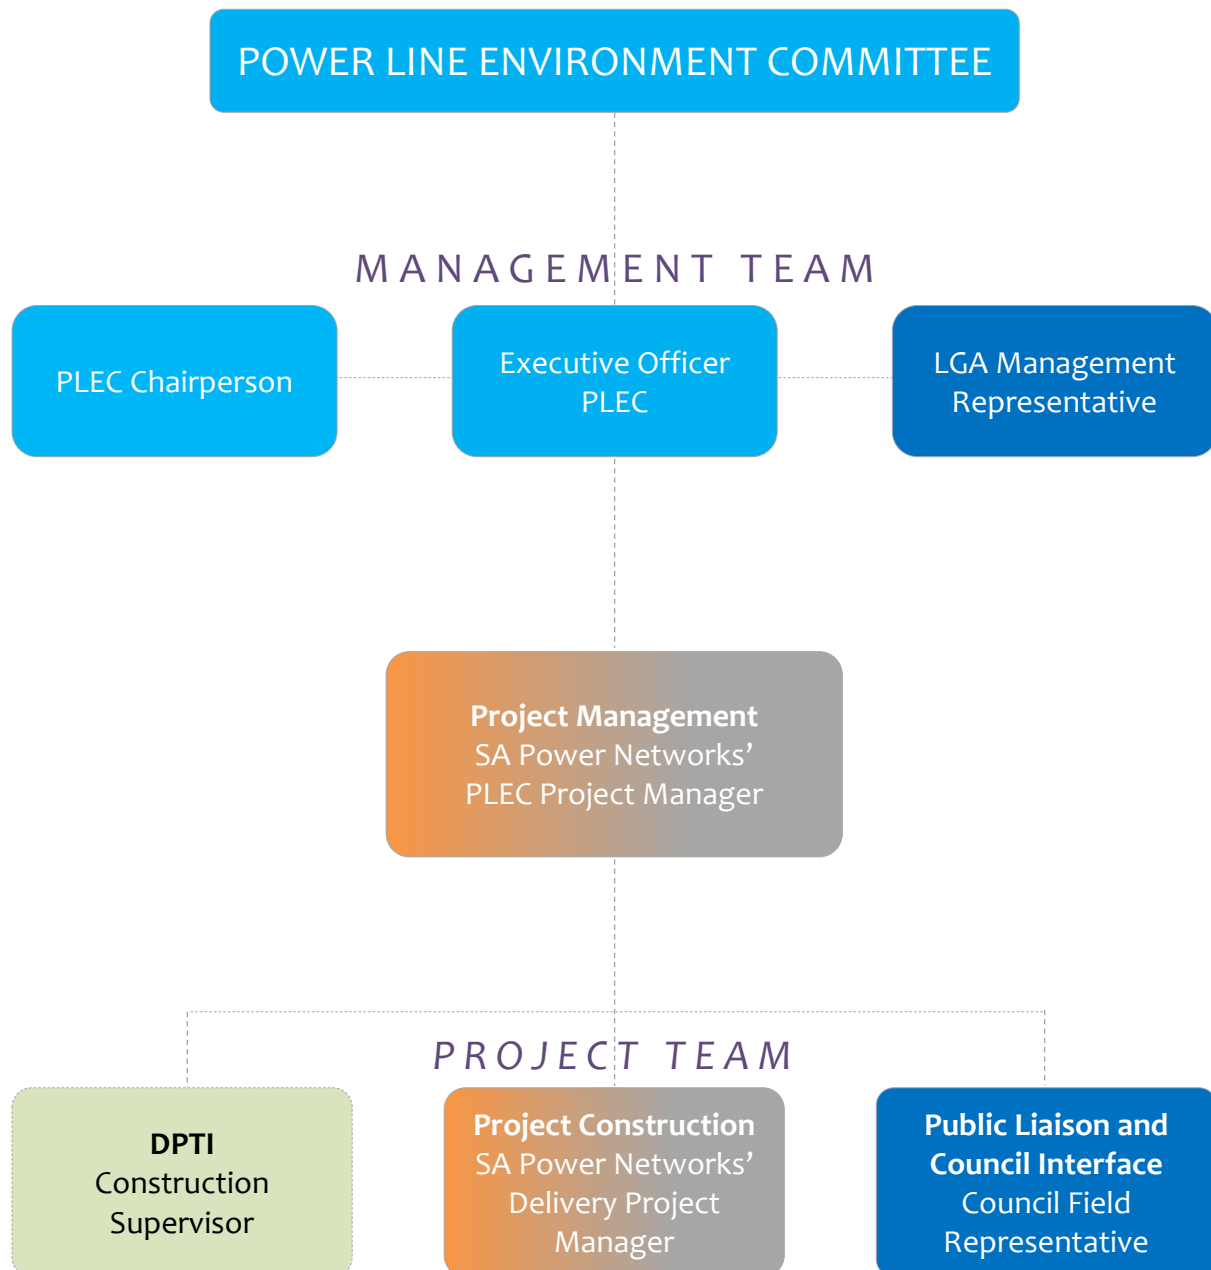 POWER LINE ENVIRONMENT COMMITTEE
MANAGEMENT TEAM
PLEC Chairperson
Executive Officer
PLEC
LGA Management
Representative
Project Management
SA Power Networks’
PLEC Project Manager
PROJECT TEAM
DPTI
Construction
Supervisor
Project Construction
SA Power Networks’
Delivery Project
Manager
Public Liaison and
Council Interface
Council Field
Representative